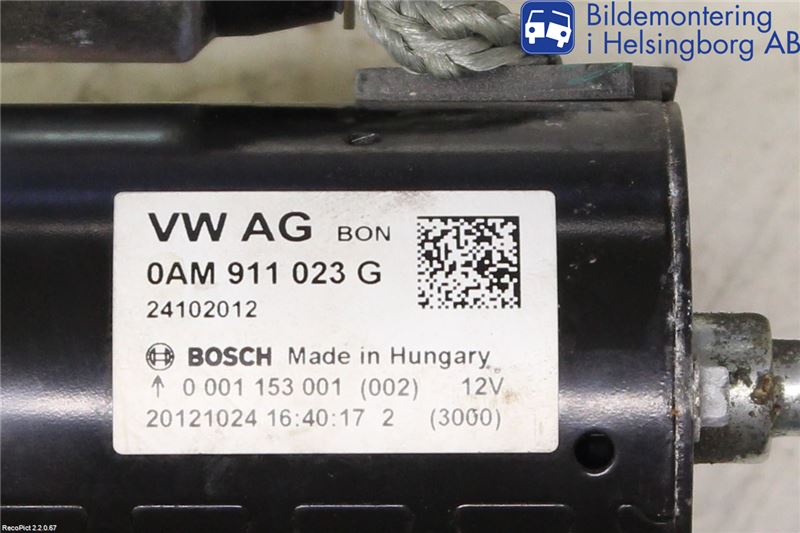 Bildemontering
i Helsingborg AB
VW AG BON
0AM 911 023 G
24102012
BOSCH Made in Hungary
↑ 0 001 153 001 (002) 12V
20121024 16:40:17 2 (3000)
RecoPict 2.2.0.67